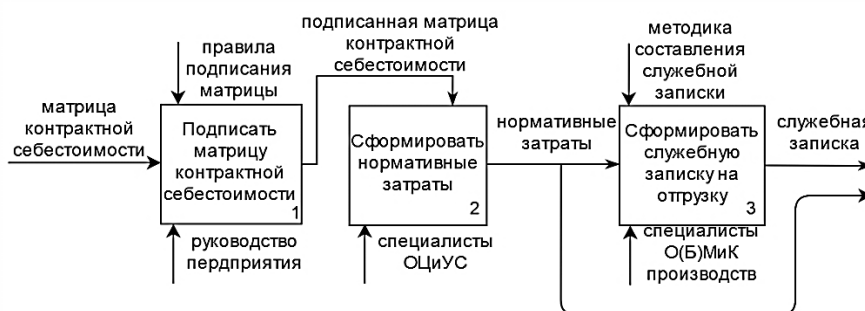 матрица
контрактной
себестоимости
правила
подписания
матрицы
Подписать
матрицу
контрактной
себестоимости
1
руководство
пердприятия
подписанная матрица
контрактной
себестоимости
Сформировать
нормативные
затраты
2
специалисты
ОЦиУС
нормативные
затраты
методика
составления
служебной
записки
Сформировать
служебную
записку на
отгрузку
3
специалисты
О(Б)МиК
производств
служебная
записка